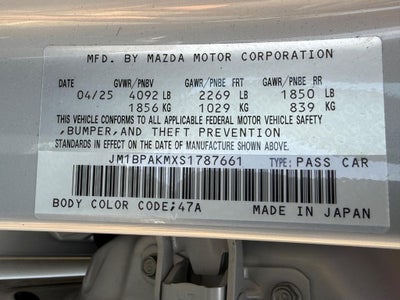 MFD. BY MAZDA MOTOR CORPORATION
DATE GVWR/PNBV GAWR/PNBE FRT GAWR/PNBE RR
04/25 4092 LB 2269 LB 1850 LB
1856 KG 1029 KG 839 KG
THIS VEHICLE CONFORMS TO ALL APPLICABLE FEDERAL MOTOR VEHICLE SAFETY
,BUMPER,AND THEFT PREVENTION
STANDARDS IN EFFECT ON THE DATE OF MANUFACTURE SHOWN ABOVE.
JM1BPAKMXS1787661 TYPE: PASS CAR
BODY COLOR CODE;47A MADE IN JAPAN